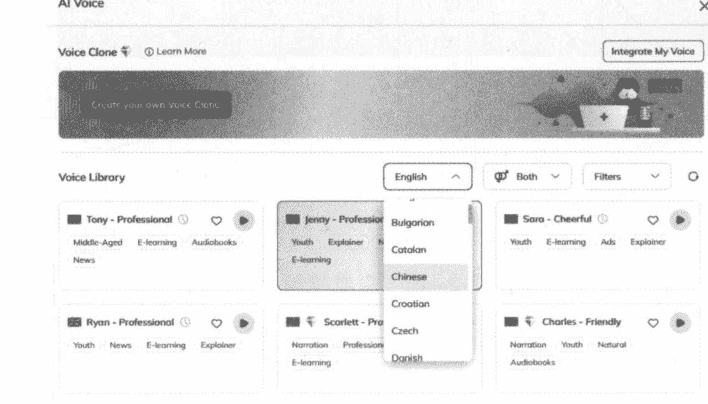 AI Voice
Voice Clone Learn More Integrate My Voice
Create your own Voice Clone
Voice Library English Both Filters
Tony - Professional
Middle-Aged E-learning Audiobooks
News
Jenny - Profession
Youth Explainer N
E-learning
Sara - Cheerful
Youth E-learning Ads Explainer
Bulgarian
Catalan
Chinese
Croatian
Czech
Danish
Ryan - Professional
Youth News E-learning Explainer
Scarlett - Pro
Narration Profession
E-learning
Charles - Friendly
Narration Youth Natural
Audiobooks